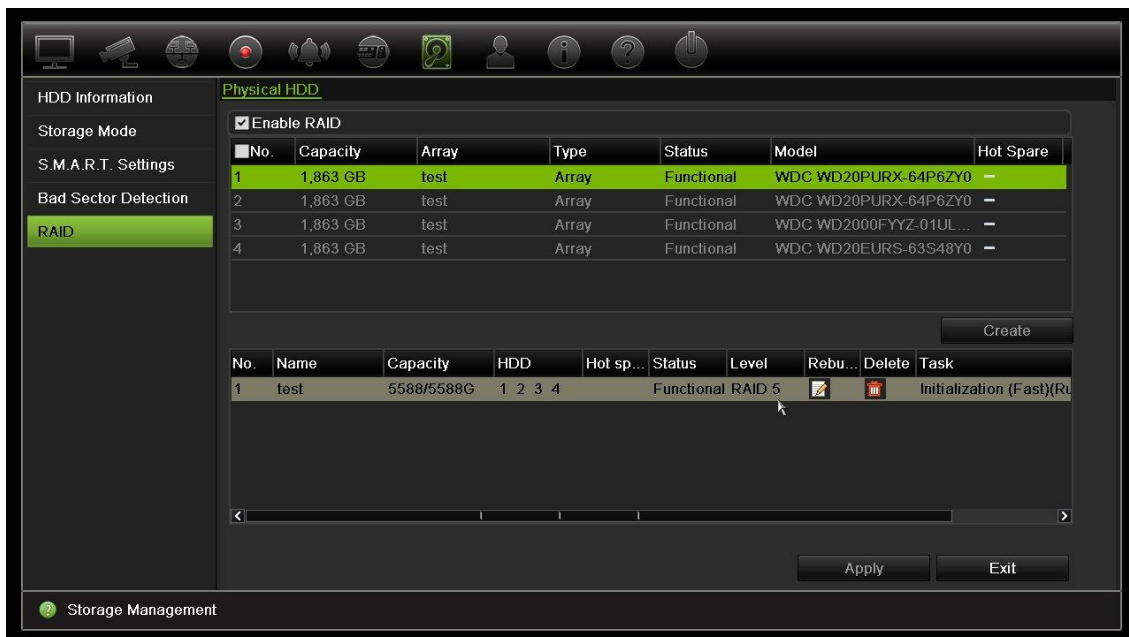 HDD Information
Storage Mode
S.M.A.R.T. Settings
Bad Sector Detection
RAID
Physical HDD
Enable RAID
No. Capacity Array Type Status Model Hot Spare
1 1,863 GB test Array Functional WDC WD20PURX-64P6ZY0 –
2 1,863 GB test Array Functional WDC WD20PURX-64P6ZY0 –
3 1,863 GB test Array Functional WDC WD2000FYYZ-01UL... –
4 1,863 GB test Array Functional WDC WD20EURS-63S48Y0 –
Create
No. Name Capacity HDD Hot sp... Status Level Rebu... Delete Task
1 test 5588/5588G 1 2 3 4 Functional RAID 5 Initialization (Fast)(Ru
Apply Exit
Storage Management